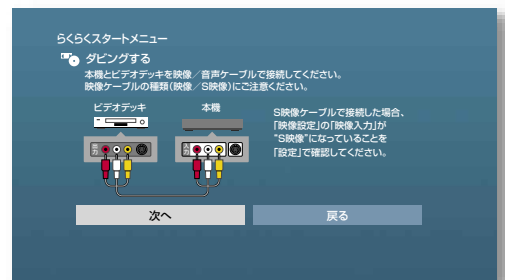 らくらくスタートメニュー
ダビングする
本機とビデオデッキを映像／音声ケーブルで接続してください。
映像ケーブルの種類（映像／S映像）にご注意ください。
ビデオデッキ
本機
S映像ケーブルで接続した場合、
「映像設定」の「映像入力」が
“S映像”になっていることを
「設定」で確認してください。
出力
入力
次へ
戻る